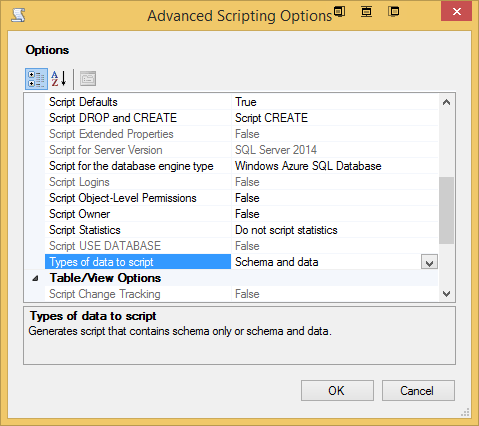 Advanced Scripting Options
Options
Script Defaults True
Script DROP and CREATE Script CREATE
Script Extended Properties False
Script for Server Version SQL Server 2014
Script for the database engine type Windows Azure SQL Database
Script Logins False
Script Object-Level Permissions False
Script Owner False
Script Statistics Do not script statistics
Script USE DATABASE False
Types of data to script Schema and data
Table/View Options
Script Change Tracking False
Types of data to script
Generates script that contains schema only or schema and data.
OK Cancel